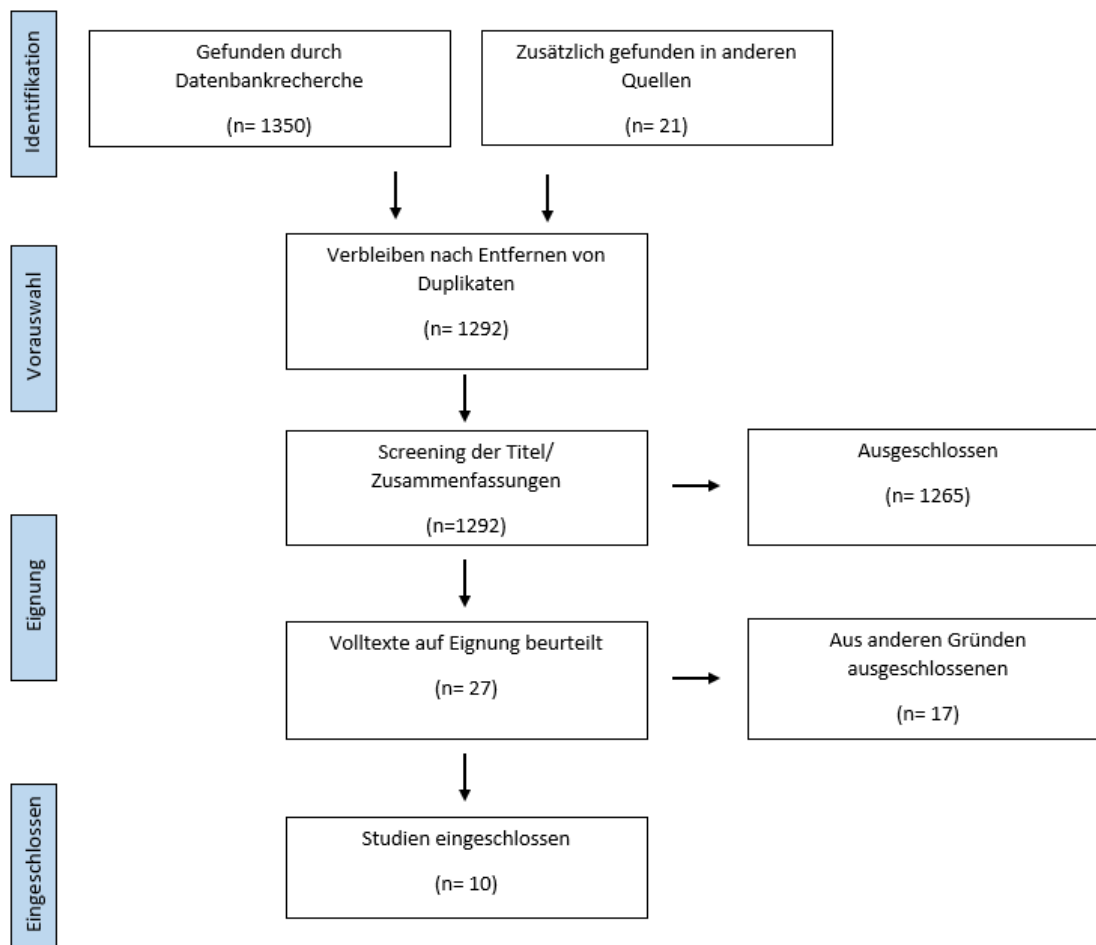 Identifikation
Gefunden durch
Datenbankrecherche
(n= 1350)
Zusätzlich gefunden in anderen
Quellen
(n= 21)
Vorauswahl
Verbleiben nach Entfernen von
Duplikaten
(n= 1292)
Screening der Titel/
Zusammenfassungen
(n=1292)
Ausgeschlossen
(n= 1265)
Eignung
Volltexte auf Eignung beurteilt
(n= 27)
Aus anderen Gründen
ausgeschlossenen
(n= 17)
Eingeschlossen
Studien eingeschlossen
(n= 10)